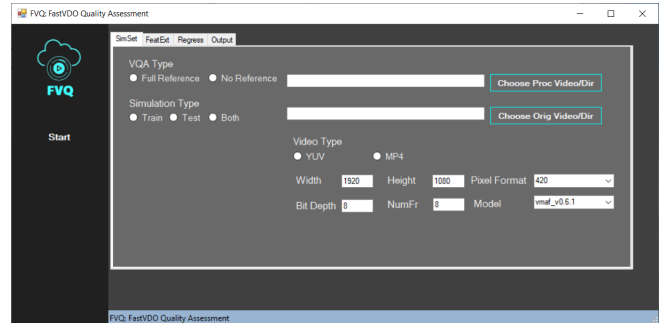 FVQ: FastVDO Quality Assessment
SimSet FeatExt Regress Output
FVQ
Start
VQA Type
Full Reference No Reference
Choose Proc Video/Dir
Simulation Type
Train Test Both
Choose Orig Video/Dir
Video Type
YUV MP4
Width 1920 Height 1080 Pixel Format 420
Bit Depth 8 NumFr 8 Model vmaf_v0.6.1
FVQ: FastVDO Quality Assessment